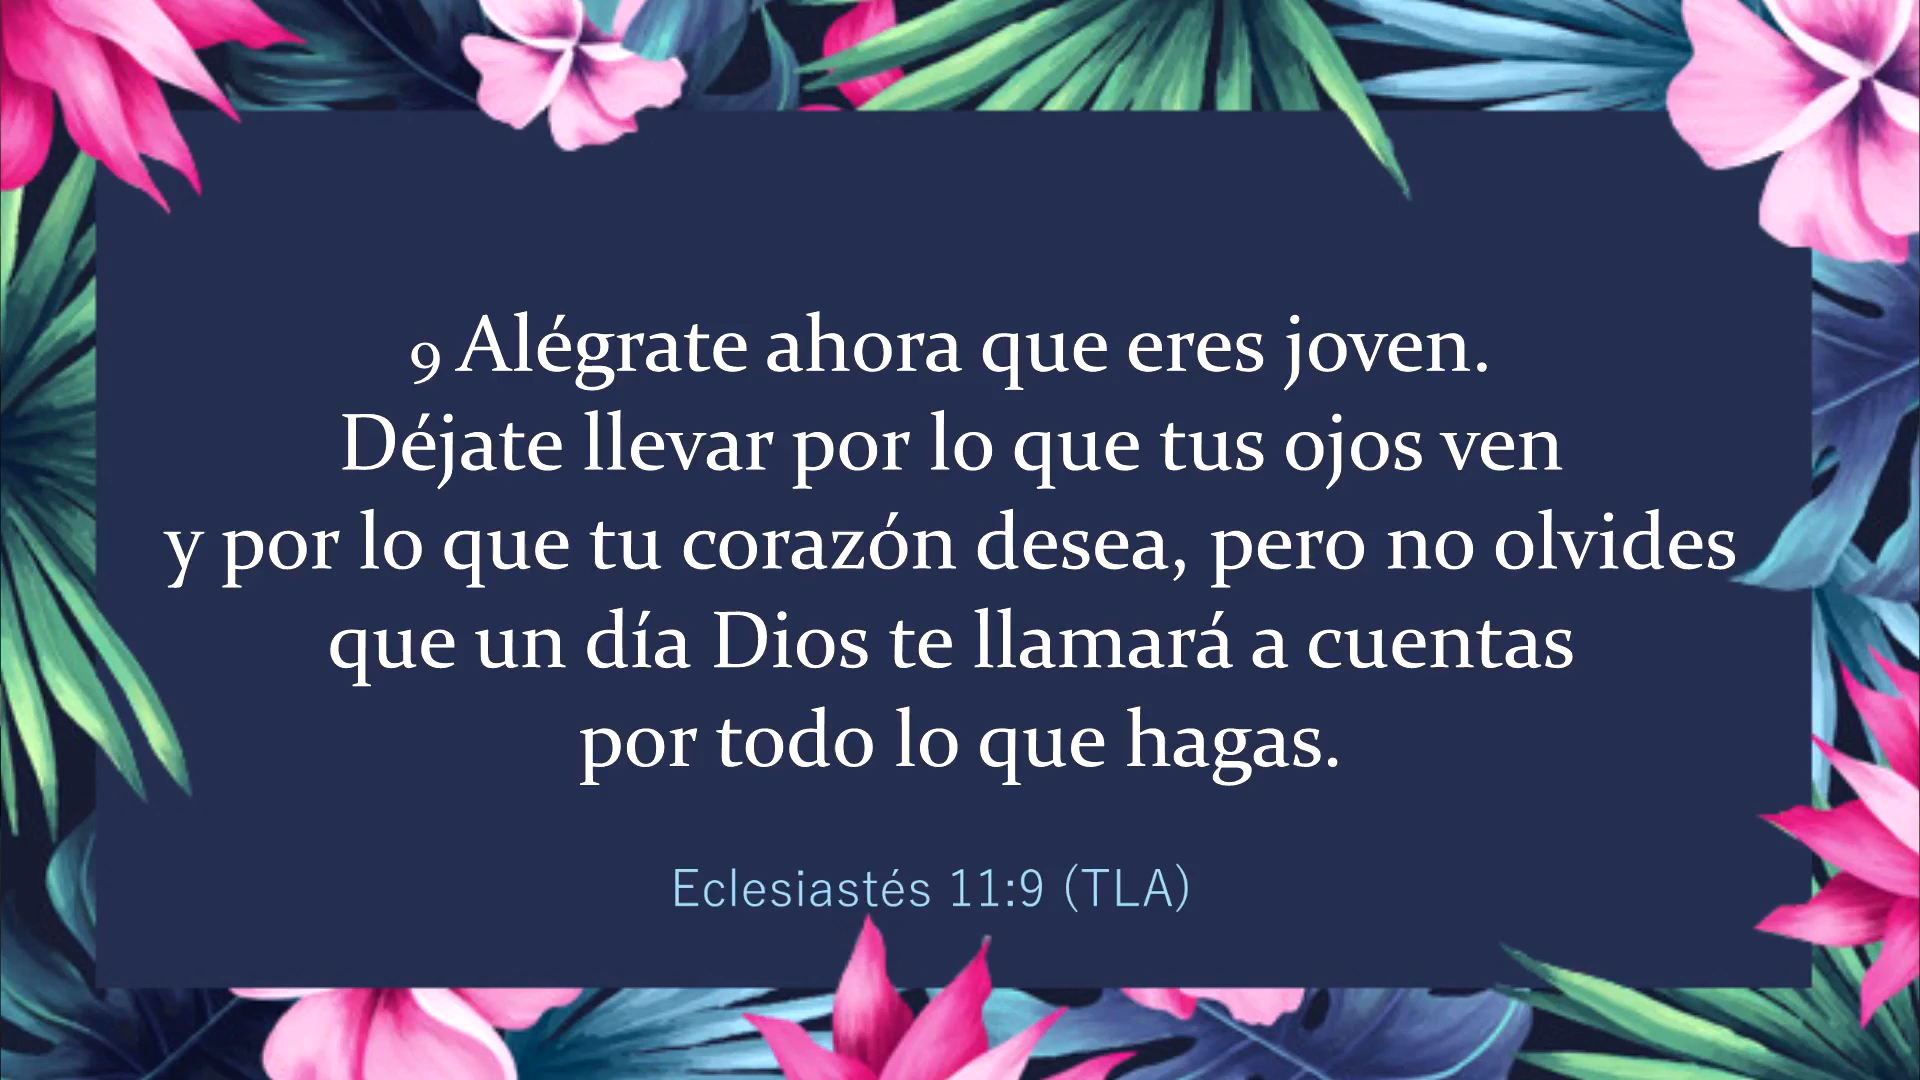 9 Alégrate ahora que eres joven.
Déjate llevar por lo que tus ojos ven
y por lo que tu corazón desea, pero no olvides
que un día Dios te llamará a cuentas
por todo lo que hagas.
Eclesiastés 11:9 (TLA)